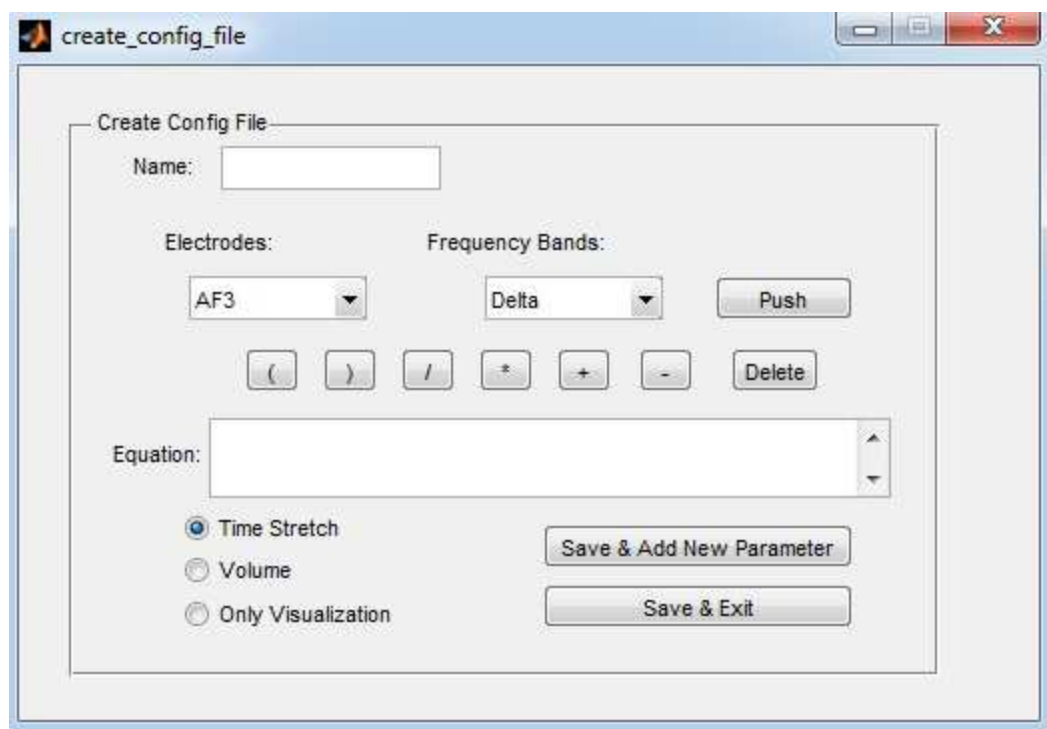 create_config_file
Create Config File
Name:
Electrodes: Frequency Bands:
AF3 Delta Push
( ) / * + - Delete
Equation:
Time Stretch
Save & Add New Parameter
Volume
Save & Exit
Only Visualization